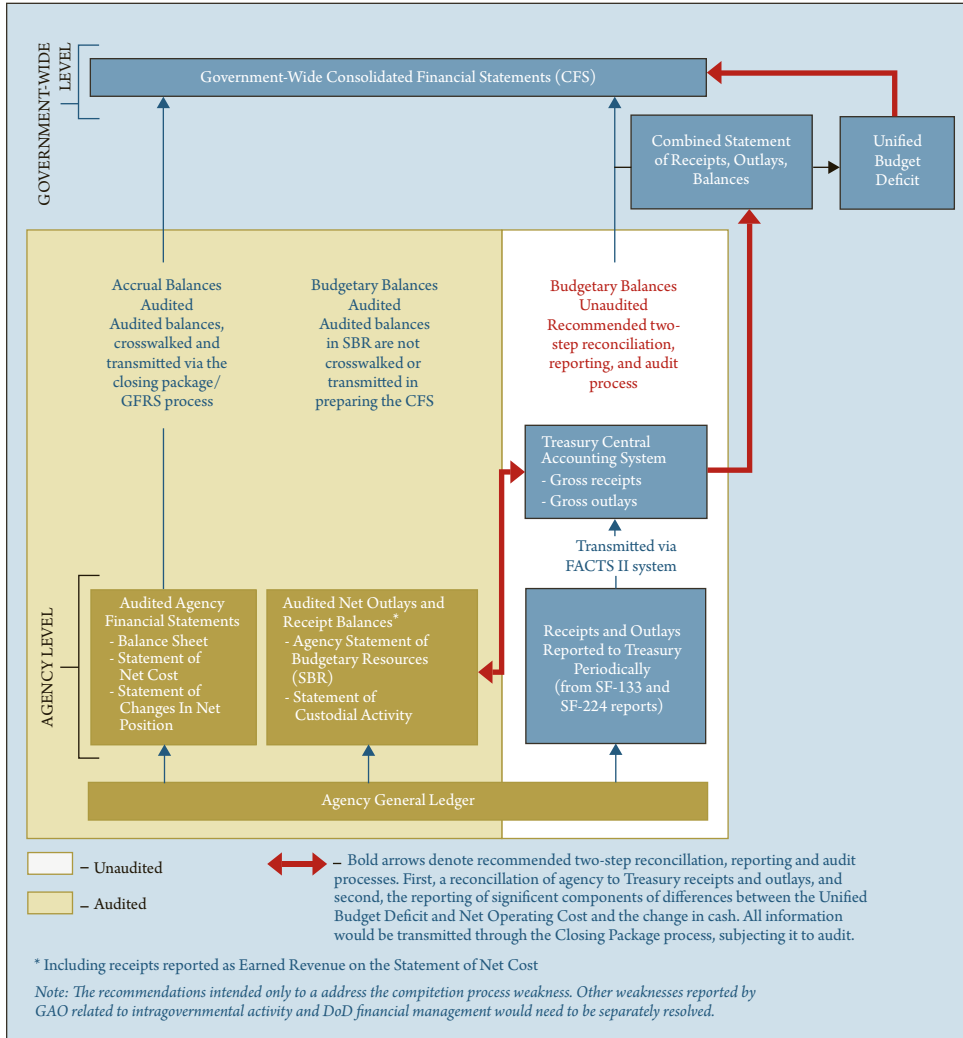 GOVERNMENT-WIDE
LEVEL
Government-Wide Consolidated Financial Statements (CFS)
Combined Statement
of Receipts, Outlays,
Balances
Unified
Budget
Deficit
Accrual Balances
Audited
Audited balances,
crosswalked and
transmitted via the
closing package/
GFRS process
Budgetary Balances
Audited
Audited balances
in SBR are not
crosswalked or
transmitted in
preparing the CFS
Budgetary Balances
Unaudited
Recommended two-
step reconciliation,
reporting, and audit
process
Treasury Central
Accounting System
- Gross receipts
- Gross outlays
Transmitted via
FACTS II system
AGENCY LEVEL
Audited Agency
Financial Statements
- Balance Sheet
- Statement of
Net Cost
- Statement of
Changes In Net
Position
Audited Net Outlays and
Receipt Balances*
- Agency Statement of
Budgetary Resources
(SBR)
- Statement of
Custodial Activity
Receipts and Outlays
Reported to Treasury
Periodically
(from SF-133 and
SF-224 reports)
Agency General Ledger
– Unaudited
– Audited
– Bold arrows denote recommended two-step reconcillation, reporting and audit
processes. First, a reconciliation of agency to Treasury receipts and outlays, and
second, the reporting of significant components of differences between the Unified
Budget Deficit and Net Operating Cost and the change in cash. All information
would be transmitted through the Closing Package process, subjecting it to audit.
* Including receipts reported as Earned Revenue on the Statement of Net Cost
Note: The recommendations intended only to a address the compitetion process weakness. Other weaknesses reported by
GAO related to intragovernmental activity and DoD financial management would need to be separately resolved.